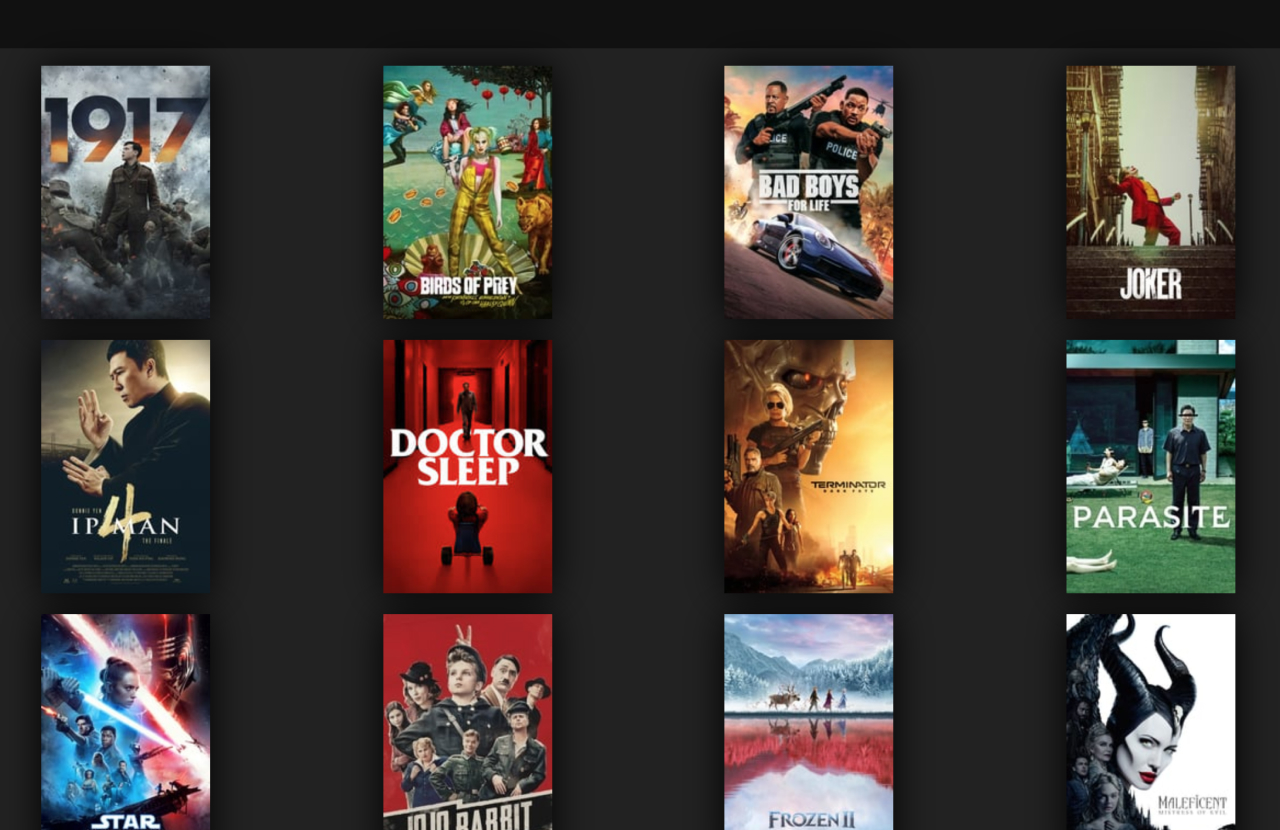 1917
BIRDS OF PREY
POLICE
POLICE
BAD BOYS
FOR LIFE
JOKER
DONNIE YEN
IP MAN
4
THE FINALE
DOCTOR
SLEEP
TERMINATOR
DARK FATE
PARASITE
STAR
JOJO RABBIT
FROZEN II
MALEFICENT
MISTRESS OF EVIL